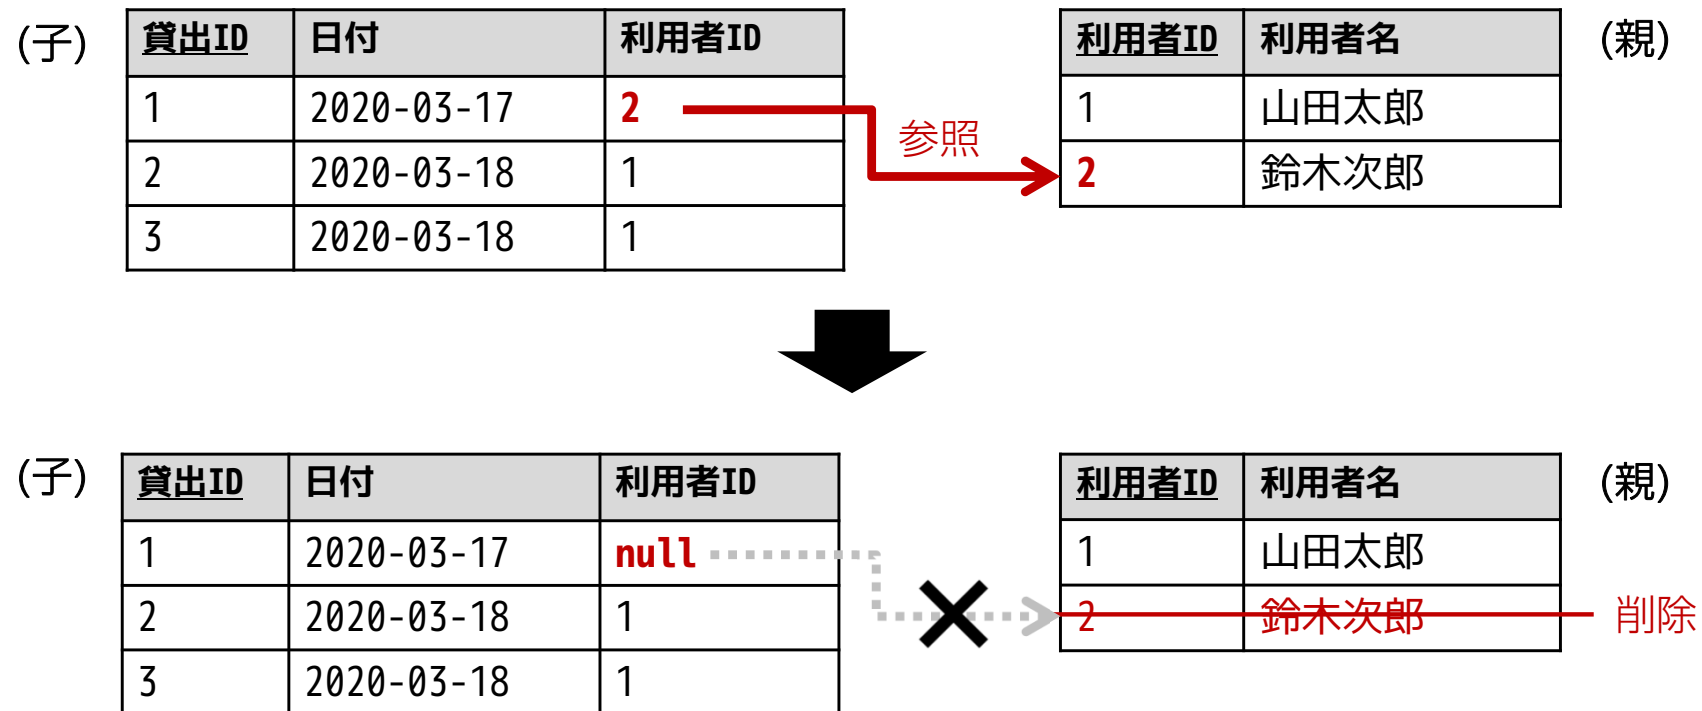 (子) 貸出ID 日付 利用者ID 利用者ID 利用者名 (親)
1 2020-03-17 2 参照 1 山田太郎
2 2020-03-18 1 2 鈴木次郎
3 2020-03-18 1
(子) 貸出ID 日付 利用者ID 利用者ID 利用者名 (親)
1 2020-03-17 null 1 山田太郎
2 2020-03-18 1 2 鈴木次郎 削除
3 2020-03-18 1